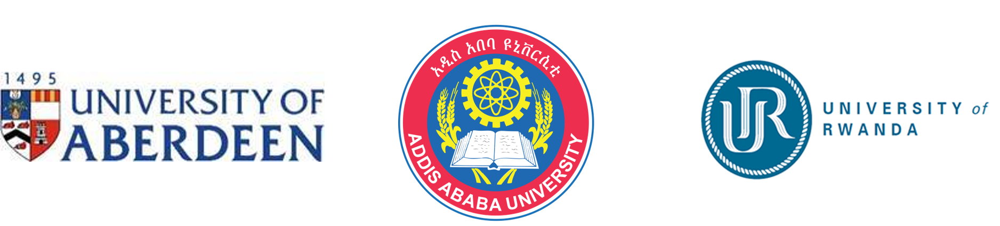 1495
UNIVERSITY OF
ABERDEEN
አዲስ አበባ ዩኒቨርሲቲ
ADDIS ABABA UNIVERSITY
UR
UNIVERSITY of
RWANDA